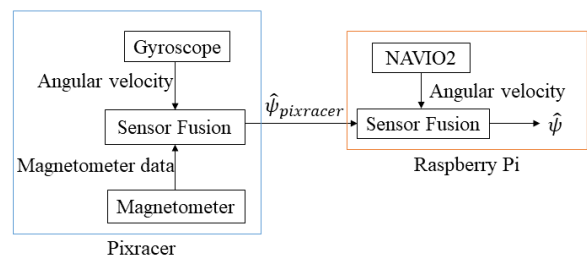 Gyroscope
Angular velocity
Sensor Fusion
Magnetometer data
Magnetometer
Pixracer
ψ̂pixracer
NAVIO2
Angular velocity
Sensor Fusion
ψ̂
Raspberry Pi